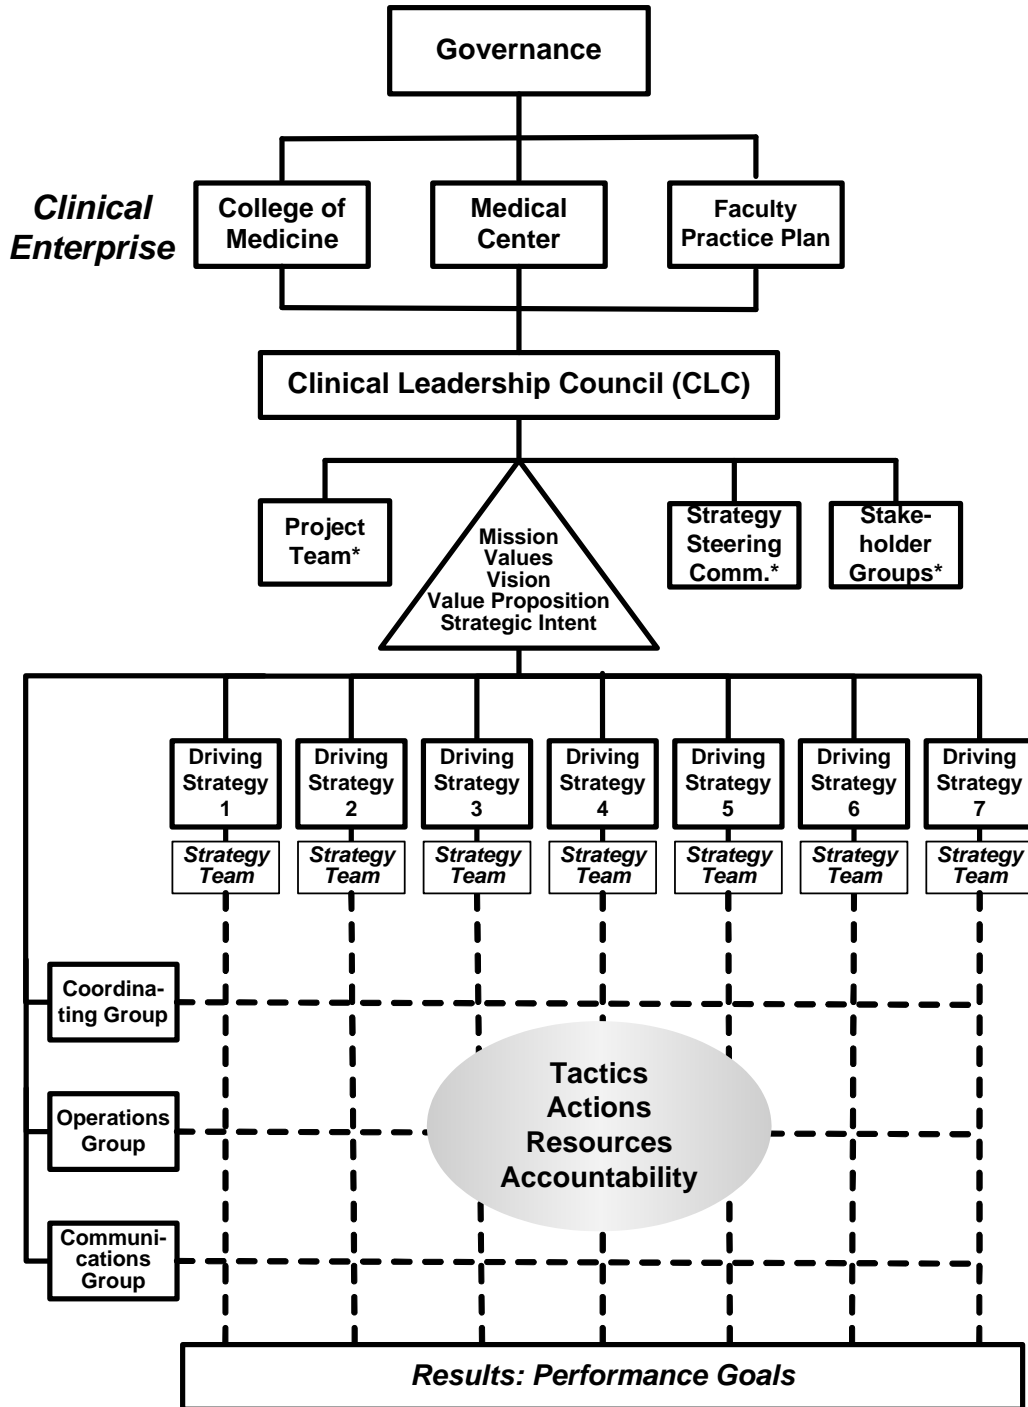 Governance
Clinical
Enterprise
College of
Medicine
Medical
Center
Faculty
Practice Plan
Clinical Leadership Council (CLC)
Project
Team*
Mission
Values
Vision
Value Proposition
Strategic Intent
Strategy
Steering
Comm.*
Stake-
holder
Groups*
Driving
Strategy
1
Driving
Strategy
2
Driving
Strategy
3
Driving
Strategy
4
Driving
Strategy
5
Driving
Strategy
6
Driving
Strategy
7
Strategy
Team
Strategy
Team
Strategy
Team
Strategy
Team
Strategy
Team
Strategy
Team
Strategy
Team
Coordina-
ting Group
Operations
Group
Communi-
cations
Group
Tactics
Actions
Resources
Accountability
Results: Performance Goals